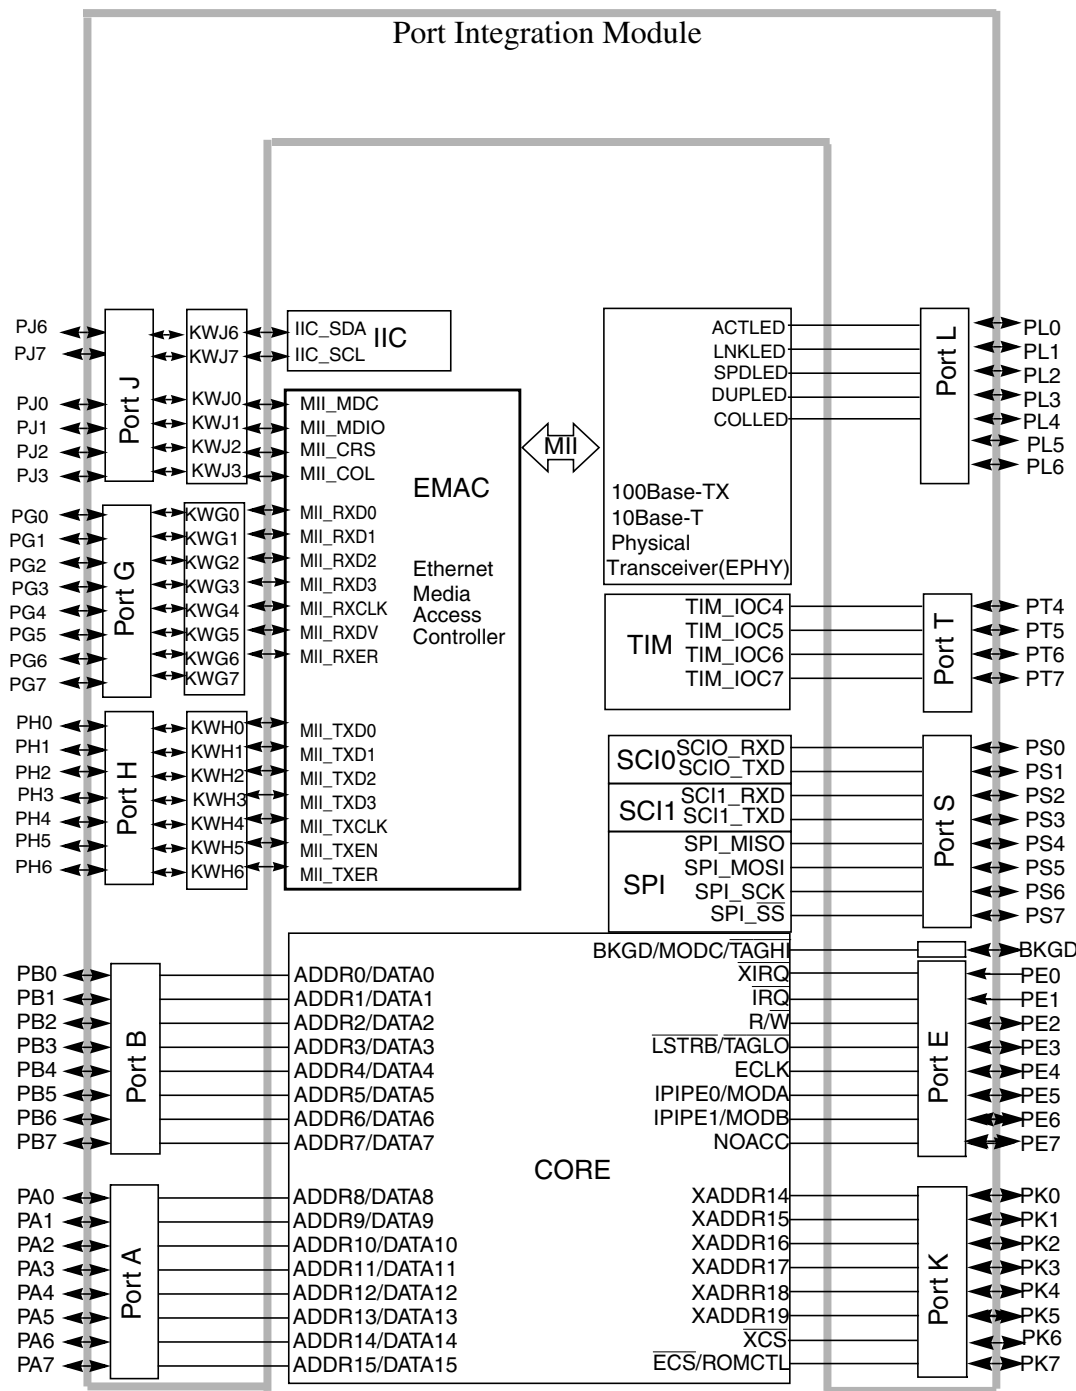 Port Integration Module
PJ6
PJ7
PJ0
PJ1
PJ2
PJ3
Port J
KWJ6
KWJ7
KWJ0
KWJ1
KWJ2
KWJ3
IIC_SDA
IIC_SCL
IIC
PG0
PG1
PG2
PG3
PG4
PG5
PG6
PG7
Port G
KWG0
KWG1
KWG2
KWG3
KWG4
KWG5
KWG6
KWG7
PH0
PH1
PH2
PH3
PH4
PH5
PH6
Port H
KWH0
KWH1
KWH2
KWH3
KWH4
KWH5
KWH6
MII_MDC
MII_MDIO
MII_CRS
MII_COL
MII_RXD0
MII_RXD1
MII_RXD2
MII_RXD3
MII_RXCLK
MII_RXDV
MII_RXER
MII_TXD0
MII_TXD1
MII_TXD2
MII_TXD3
MII_TXCLK
MII_TXEN
MII_TXER
EMAC
Ethernet
Media
Access
Controller
MII
ACTLED
LNKLED
SPDLED
DUPLED
COLLED
100Base-TX
10Base-T
Physical
Transceiver(EPHY)
Port L
PL0
PL1
PL2
PL3
PL4
PL5
PL6
TIM
TIM_IOC4
TIM_IOC5
TIM_IOC6
TIM_IOC7
Port T
PT4
PT5
PT6
PT7
SCI0
SCIO_RXD
SCIO_TXD
SCI1
SCI1_RXD
SCI1_TXD
SPI
SPI_MISO
SPI_MOSI
SPI_SCK
SPI_SS
Port S
PS0
PS1
PS2
PS3
PS4
PS5
PS6
PS7
PB0
PB1
PB2
PB3
PB4
PB5
PB6
PB7
Port B
ADDR0/DATA0
ADDR1/DATA1
ADDR2/DATA2
ADDR3/DATA3
ADDR4/DATA4
ADDR5/DATA5
ADDR6/DATA6
ADDR7/DATA7
PA0
PA1
PA2
PA3
PA4
PA5
PA6
PA7
Port A
ADDR8/DATA8
ADDR9/DATA9
ADDR10/DATA10
ADDR11/DATA11
ADDR12/DATA12
ADDR13/DATA13
ADDR14/DATA14
ADDR15/DATA15
CORE
BKGD/MODC/TAGHI
XIRQ
IRQ
R/W
LSTRB/TAGLO
ECLK
IPIPE0/MODA
IPIPE1/MODB
NOACC
Port E
BKGD
PE0
PE1
PE2
PE3
PE4
PE5
PE6
PE7
XADDR14
XADDR15
XADDR16
XADDR17
XADRR18
XADDR19
XCS
ECS/ROMCTL
Port K
PK0
PK1
PK2
PK3
PK4
PK5
PK6
PK7